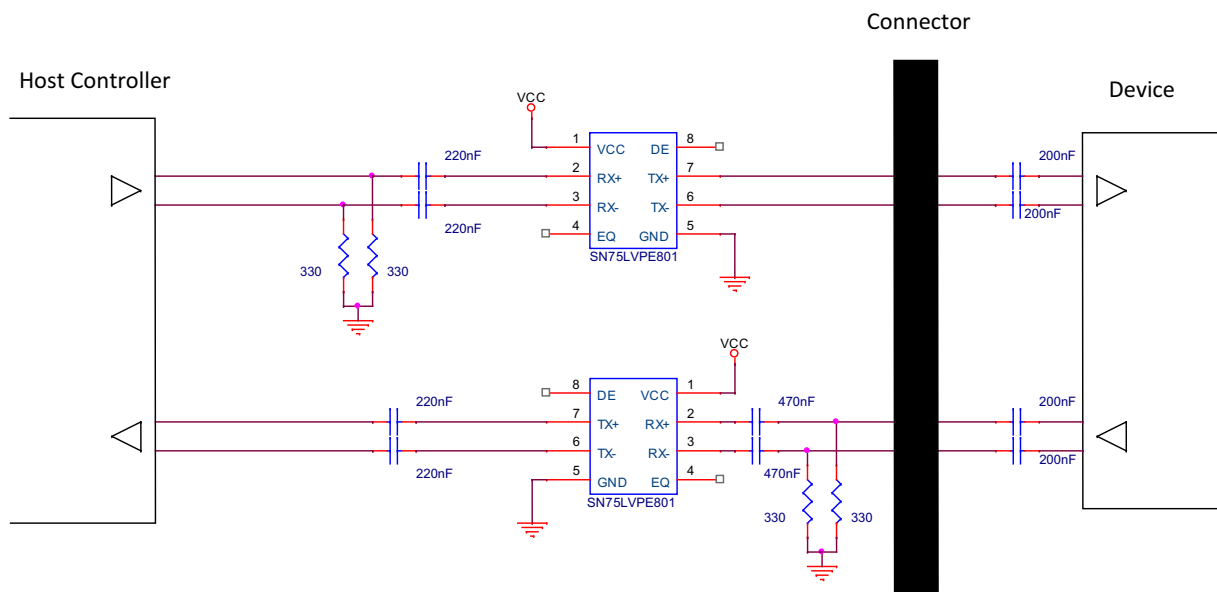 Connector
Host Controller
Device
VCC
220nF
1 VCC DE 8
200nF
2 RX+ TX+ 7
3 RX- TX- 6
220nF
200nF
4 EQ GND 5
SN75LVPE801
330 330
VCC
220nF
8 DE VCC 1
470nF
200nF
7 TX+ RX+ 2
6 TX- RX- 3
220nF
470nF
200nF
5 GND EQ 4
SN75LVPE801
330 330